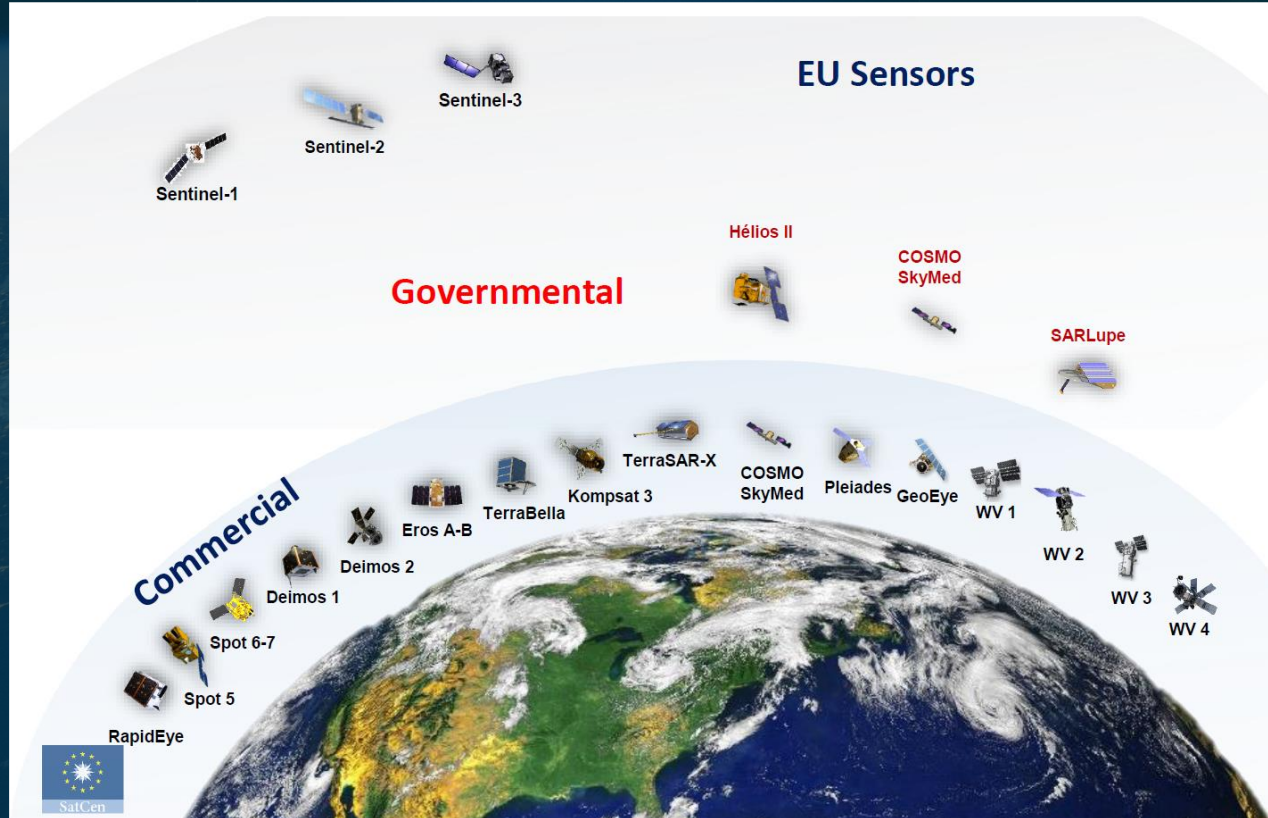 EU Sensors
Sentinel-3
Sentinel-2
Sentinel-1
Governmental
Hélios II
COSMO
SkyMed
SARLupe
Commercial
RapidEye
Spot 5
Spot 6-7
Deimos 1
Deimos 2
Eros A-B
TerraBella
Kompsat 3
TerraSAR-X
COSMO
SkyMed
Pleiades
GeoEye
WV 1
WV 2
WV 3
WV 4
SatCen